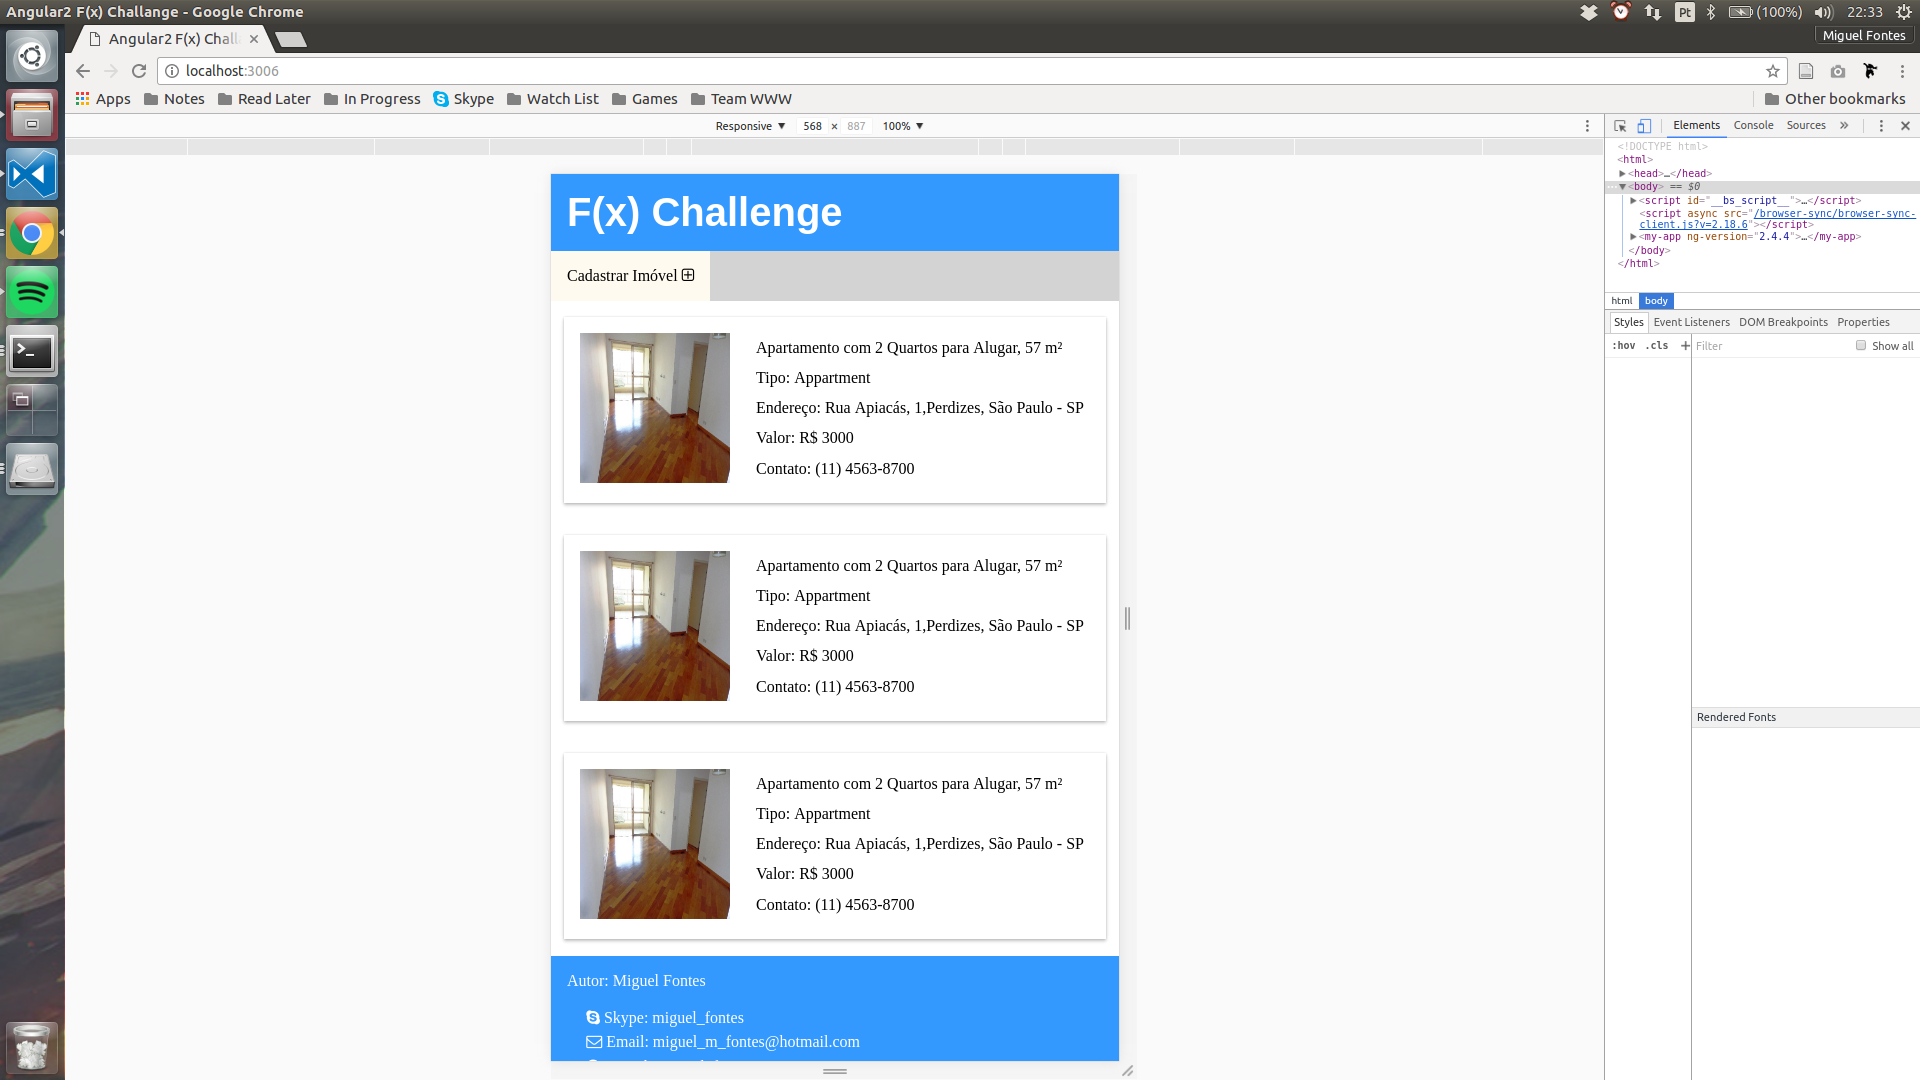 Angular2 F(x) Challange - Google Chrome
Pt (100%) 22:33
Angular2 F(x) Chall
Miguel Fontes
localhost:3006
Apps Notes Read Later In Progress Skype Watch List Games Team WWW Other bookmarks
Responsive 568 × 887 100%
Elements Console Sources »
<!DOCTYPE html>
<html>
<head>…</head>
<body> == $0
<script id="__bs_script__">…</script>
<script async src="/browser-sync/browser-sync-
client.js?v=2.18.6"></script>
<my-app ng-version="2.4.4">…</my-app>
</body>
</html>
html body
Styles Event Listeners DOM Breakpoints Properties
:hov .cls + Filter Show all
Rendered Fonts
F(x) Challenge
Cadastrar Imóvel
Apartamento com 2 Quartos para Alugar, 57 m²
Tipo: Appartment
Endereço: Rua Apiacás, 1,Perdizes, São Paulo - SP
Valor: R$ 3000
Contato: (11) 4563-8700
Apartamento com 2 Quartos para Alugar, 57 m²
Tipo: Appartment
Endereço: Rua Apiacás, 1,Perdizes, São Paulo - SP
Valor: R$ 3000
Contato: (11) 4563-8700
Apartamento com 2 Quartos para Alugar, 57 m²
Tipo: Appartment
Endereço: Rua Apiacás, 1,Perdizes, São Paulo - SP
Valor: R$ 3000
Contato: (11) 4563-8700
Autor: Miguel Fontes
Skype: miguel_fontes
Email: miguel_m_fontes@hotmail.com